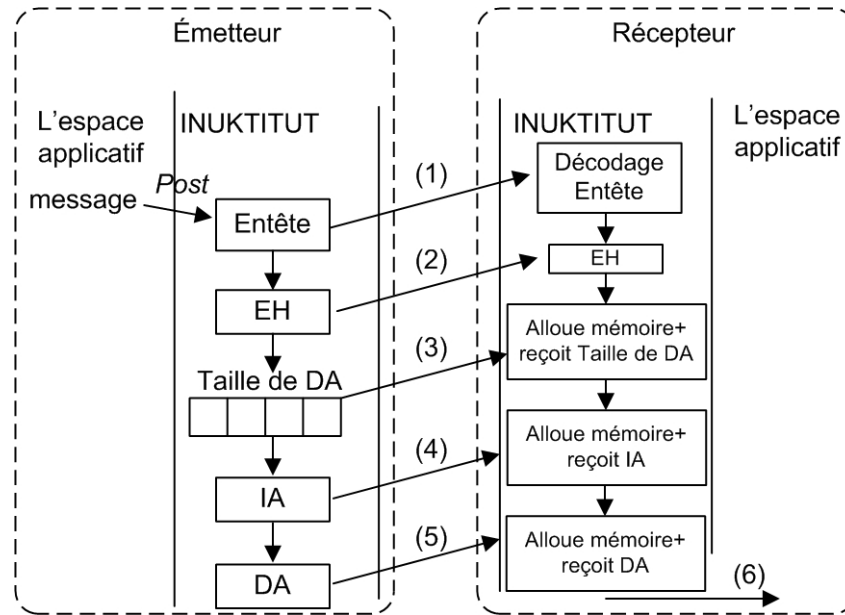 Émetteur
L'espace
applicatif
INUKTITUT
message
Post
Entête
EH
Taille de DA
IA
DA
(1)
(2)
(3)
(4)
(5)
Récepteur
INUKTITUT
L'espace
applicatif
Décodage
Entête
EH
Alloue mémoire+
reçoit Taille de DA
Alloue mémoire+
reçoit IA
Alloue mémoire+
reçoit DA
(6)